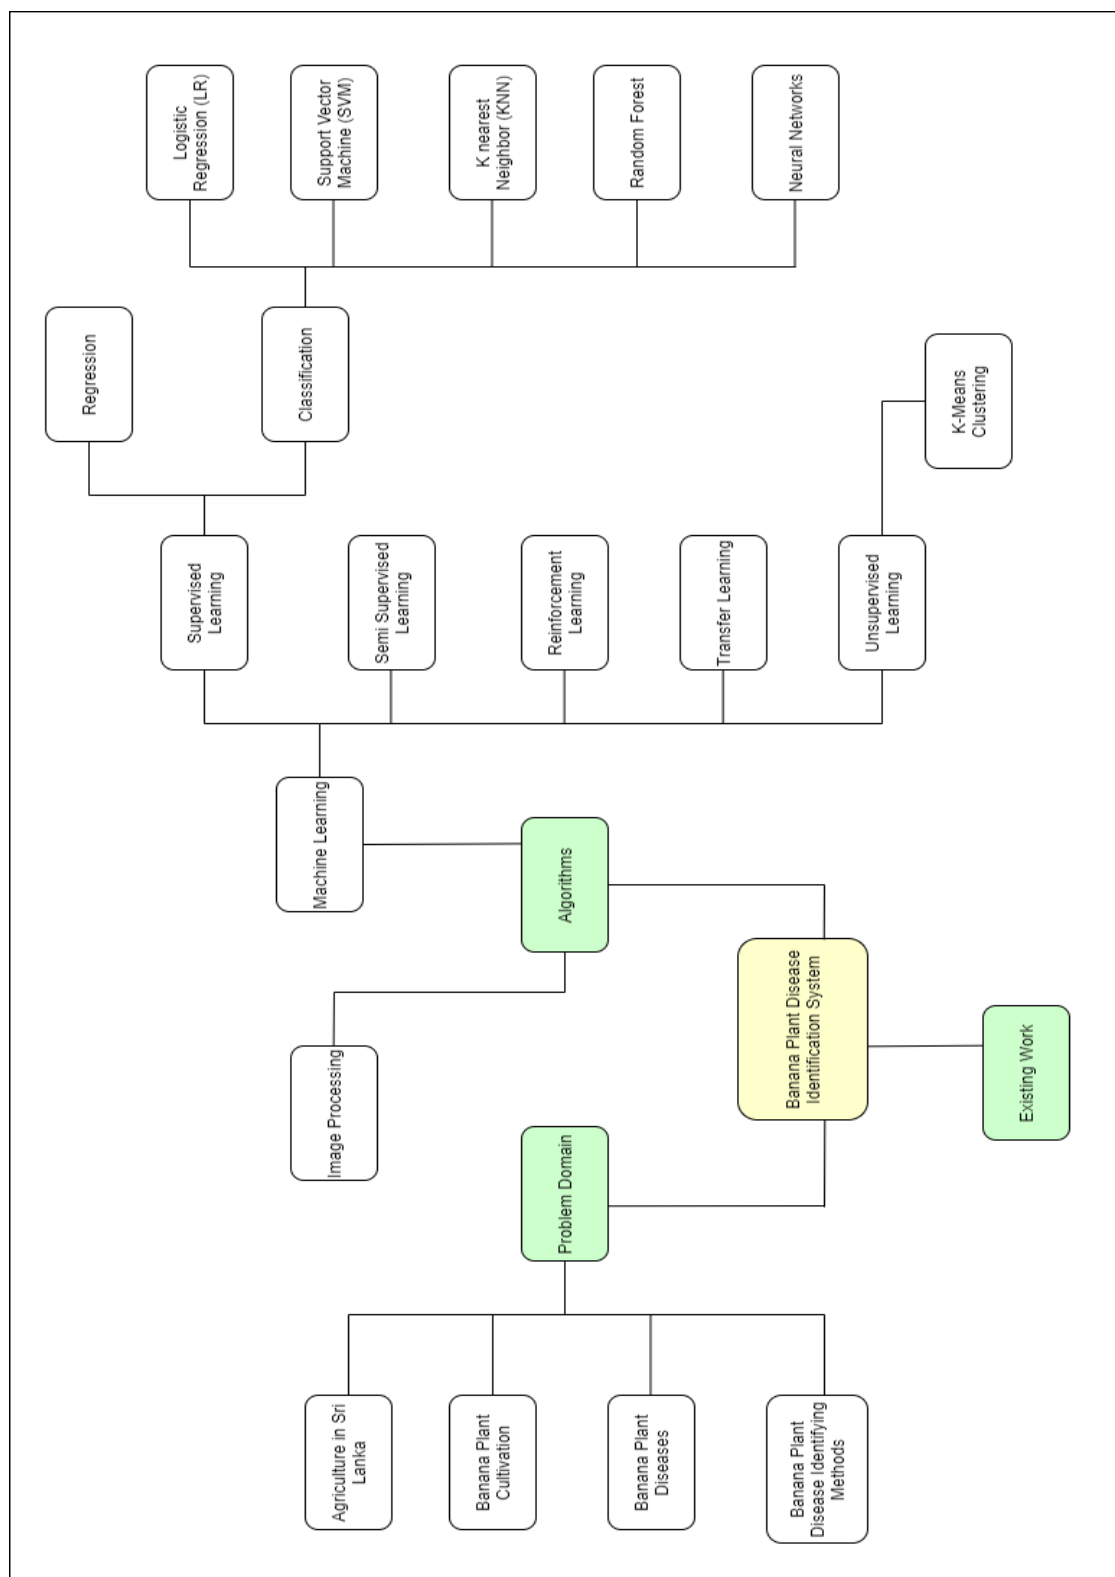 Agriculture in Sri
Lanka
Banana Plant
Cultivation
Banana Plant
Diseases
Banana Plant
Disease Identifying
Methods
Problem Domain
Image Processing
Banana Plant Disease
Identification System
Existing Work
Algorithms
Machine Learning
Supervised
Learning
Semi Supervised
Learning
Reinforcement
Learning
Transfer Learning
Unsupervised
Learning
Regression
Classification
K-Means
Clustering
Logistic
Regression (LR)
Support Vector
Machine (SVM)
K nearest
Neighbor (KNN)
Random Forest
Neural Networks